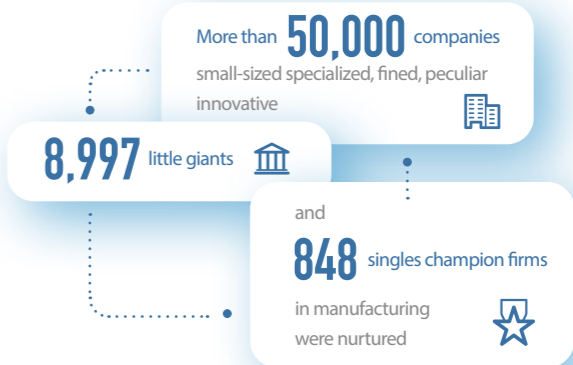 More than 50,000 companies
small-sized specialized, fined, peculiar
innovative
8,997 little giants
and
848 singles champion firms
in manufacturing
were nurtured